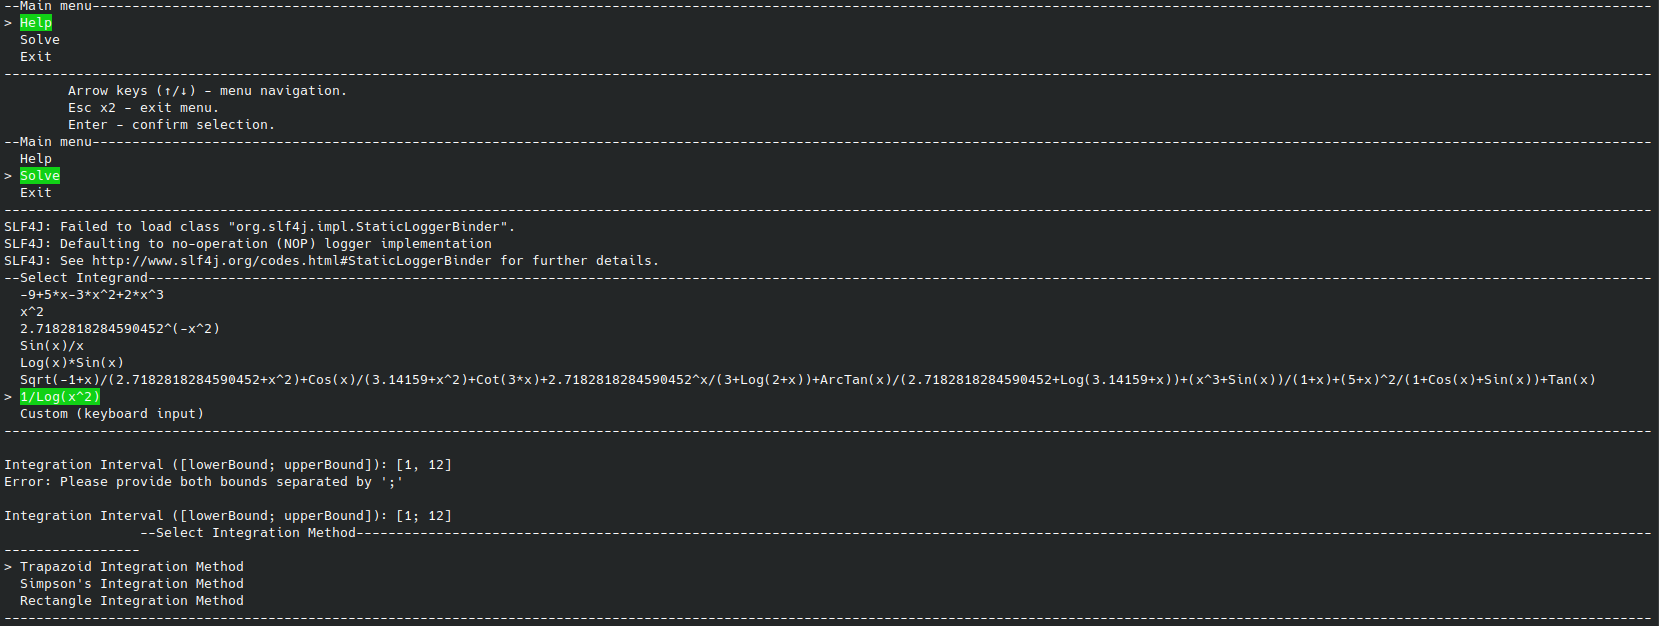 --Main menu--------------------------------------------------------------------------------------------------------------------------------------------------------------------------------------------------
> Help
  Solve
  Exit
--------------------------------------------------------------------------------------------------------------------------------------------------------------------------------------------------------------
        Arrow keys (↑/↓) - menu navigation.
        Esc x2 - exit menu.
        Enter - confirm selection.
--Main menu--------------------------------------------------------------------------------------------------------------------------------------------------------------------------------------------------
  Help
> Solve
  Exit
--------------------------------------------------------------------------------------------------------------------------------------------------------------------------------------------------------------
SLF4J: Failed to load class "org.slf4j.impl.StaticLoggerBinder".
SLF4J: Defaulting to no-operation (NOP) logger implementation
SLF4J: See http://www.slf4j.org/codes.html#StaticLoggerBinder for further details.
--Select Integrand--------------------------------------------------------------------------------------------------------------------------------------------------------------------------------------------
  -9+5*x-3*x^2+2*x^3
  x^2
  2.7182818284590452^(-x^2)
  Sin(x)/x
  Log(x)*Sin(x)
  Sqrt(-1+x)/(2.7182818284590452+x^2)+Cos(x)/(3.14159+x^2)+Cot(3*x)+2.7182818284590452^x/(3+Log(2+x))+ArcTan(x)/(2.7182818284590452+Log(3.14159+x))+(x^3+Sin(x))/(1+x)+(5+x)^2/(1+Cos(x)+Sin(x))+Tan(x)
> 1/Log(x^2)
  Custom (keyboard input)
--------------------------------------------------------------------------------------------------------------------------------------------------------------------------------------------------------------
Integration Interval ([lowerBound; upperBound]): [1, 12]
Error: Please provide both bounds separated by ';'
Integration Interval ([lowerBound; upperBound]): [1; 12]
                 --Select Integration Method------------------------------------------------------------------------------------------------------------------------------------------------------------------
-----------------
> Trapazoid Integration Method
  Simpson's Integration Method
  Rectangle Integration Method
--------------------------------------------------------------------------------------------------------------------------------------------------------------------------------------------------------------